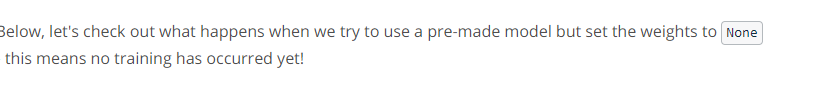 Below, let's check out what happens when we try to use a pre-made model but set the weights to None
this means no training has occurred yet!